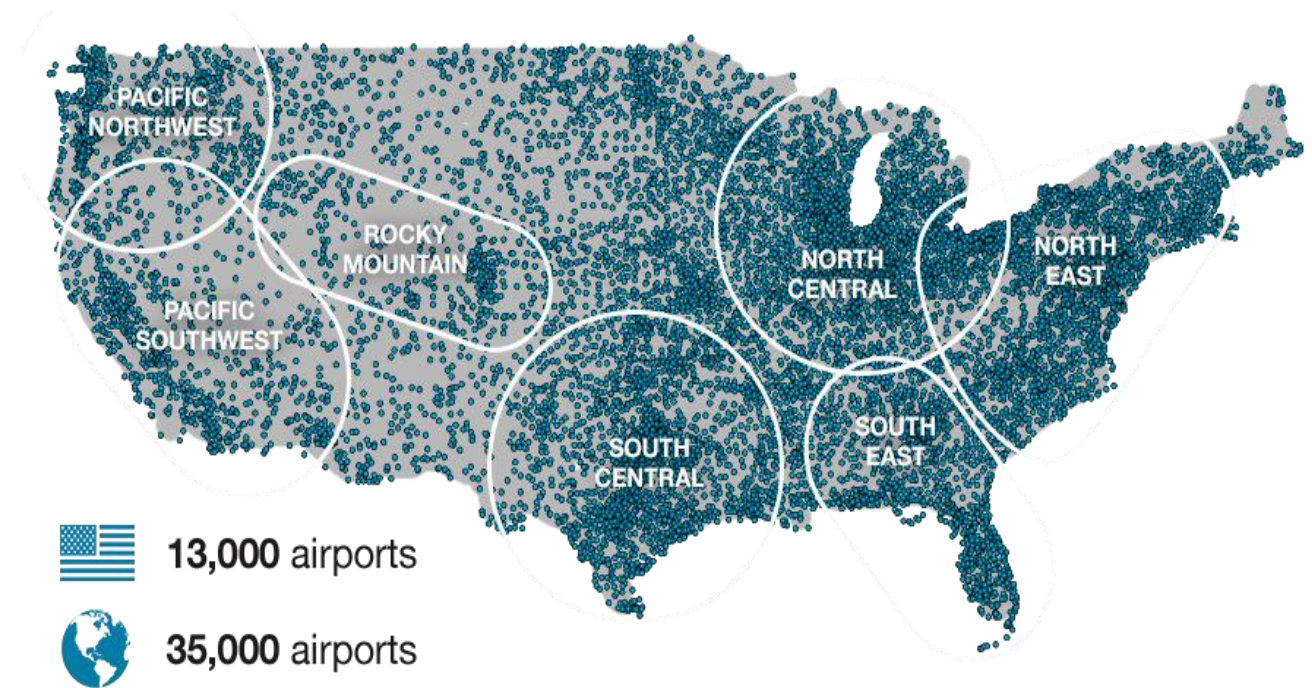 PACIFIC
NORTHWEST
ROCKY
MOUNTAIN
PACIFIC
SOUTHWEST
NORTH
CENTRAL
NORTH
EAST
SOUTH
CENTRAL
SOUTH
EAST
13,000 airports
35,000 airports